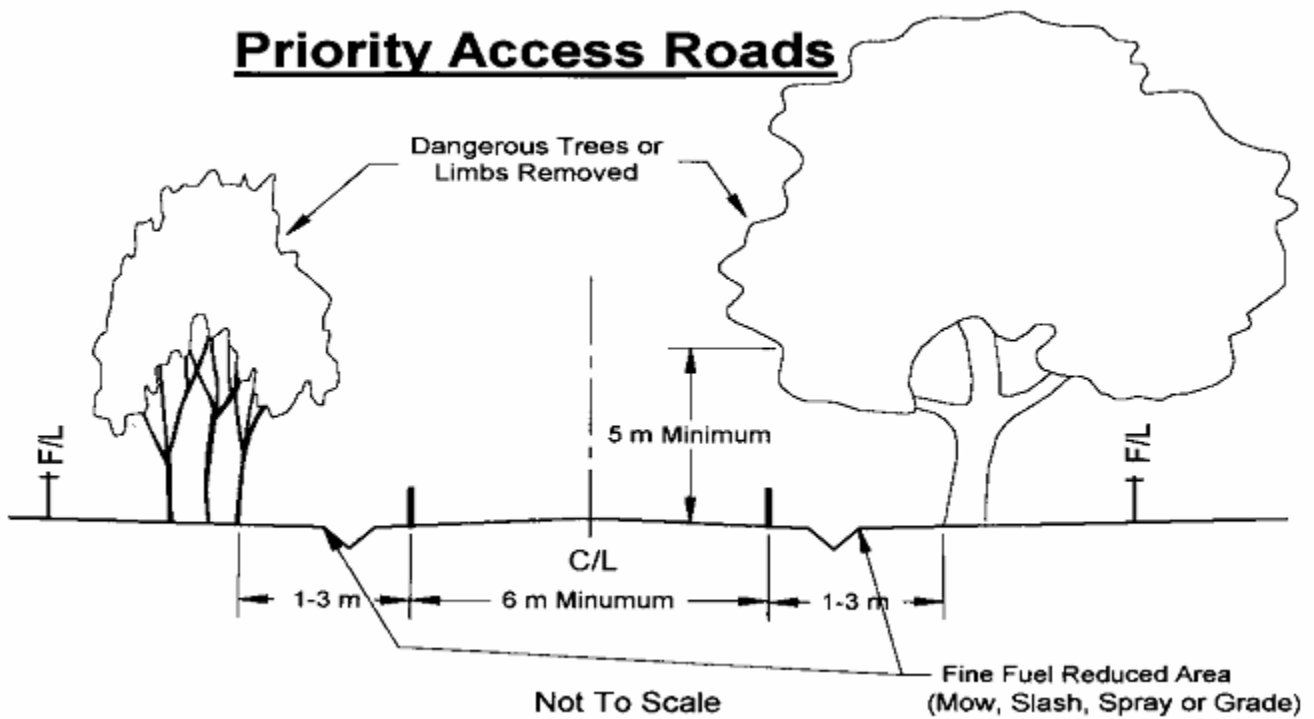 Priority Access Roads
Dangerous Trees or
Limbs Removed
F/L
F/L
5 m Minimum
C/L
1-3 m
6 m Minumum
1-3 m
Fine Fuel Reduced Area
(Mow, Slash, Spray or Grade)
Not To Scale